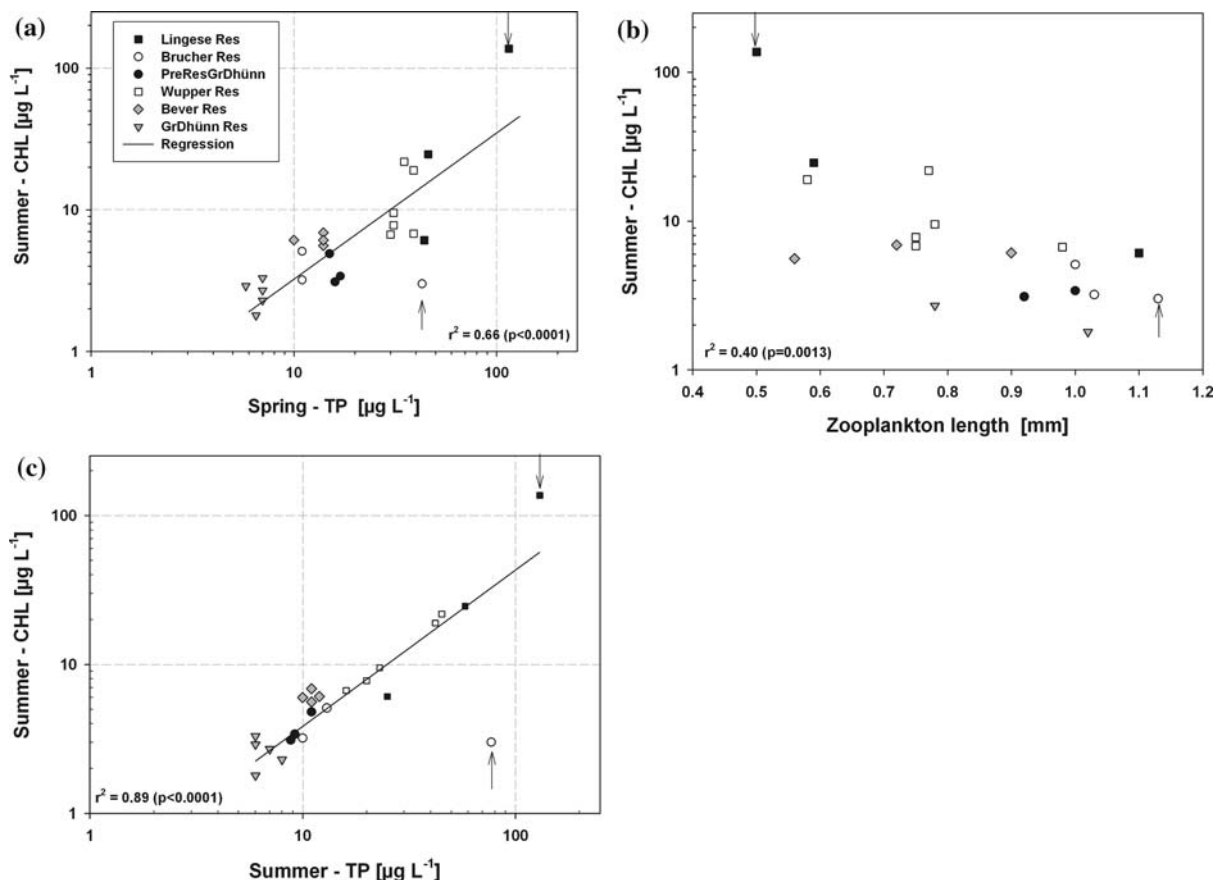 (a)
Summer - CHL [µg L⁻¹]
100
10
1
Lingese Res
Brucher Res
PreResGrDhünn
Wupper Res
Bever Res
GrDhünn Res
Regression
r² = 0.66 (p<0.0001)
1
10
100
Spring - TP [µg L⁻¹]
(b)
Summer - CHL [µg L⁻¹]
100
10
1
r² = 0.40 (p=0.0013)
0.4
0.5
0.6
0.7
0.8
0.9
1.0
1.1
1.2
Zooplankton length [mm]
(c)
Summer - CHL [µg L⁻¹]
100
10
1
r² = 0.89 (p<0.0001)
1
10
100
Summer - TP [µg L⁻¹]